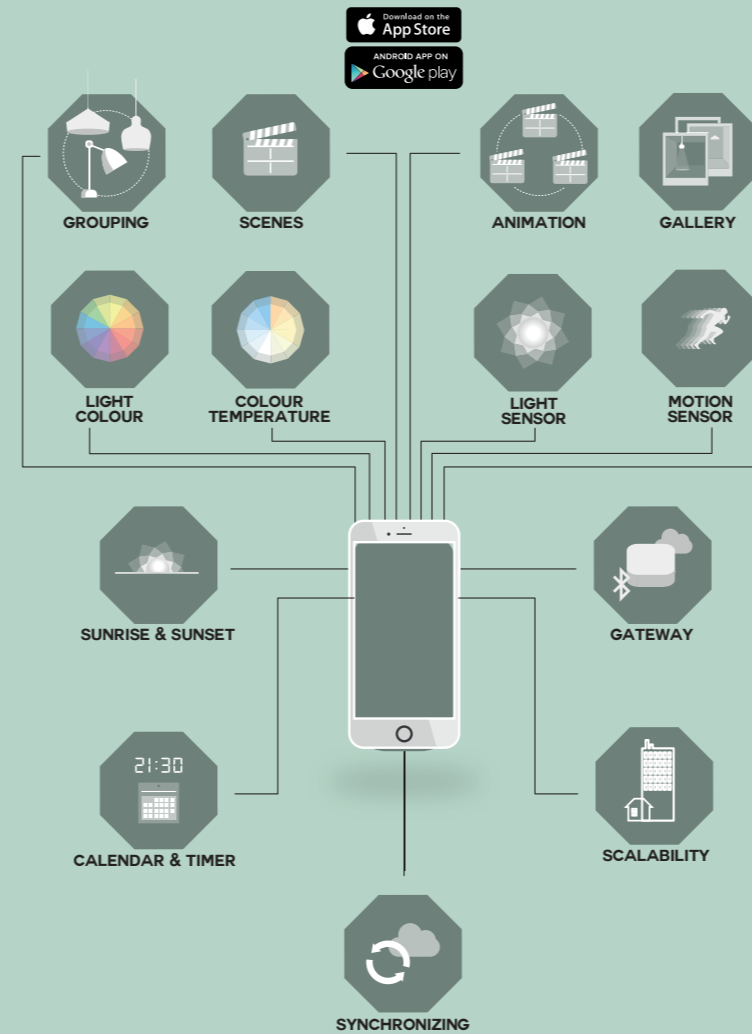 Download on the
App Store
ANDROID APP ON
Google play
GROUPING
SCENES
ANIMATION
GALLERY
LIGHT
COLOUR
COLOUR
TEMPERATURE
LIGHT
SENSOR
MOTION
SENSOR
SUNRISE & SUNSET
GATEWAY
21:30
CALENDAR & TIMER
SCALABILITY
SYNCHRONIZING